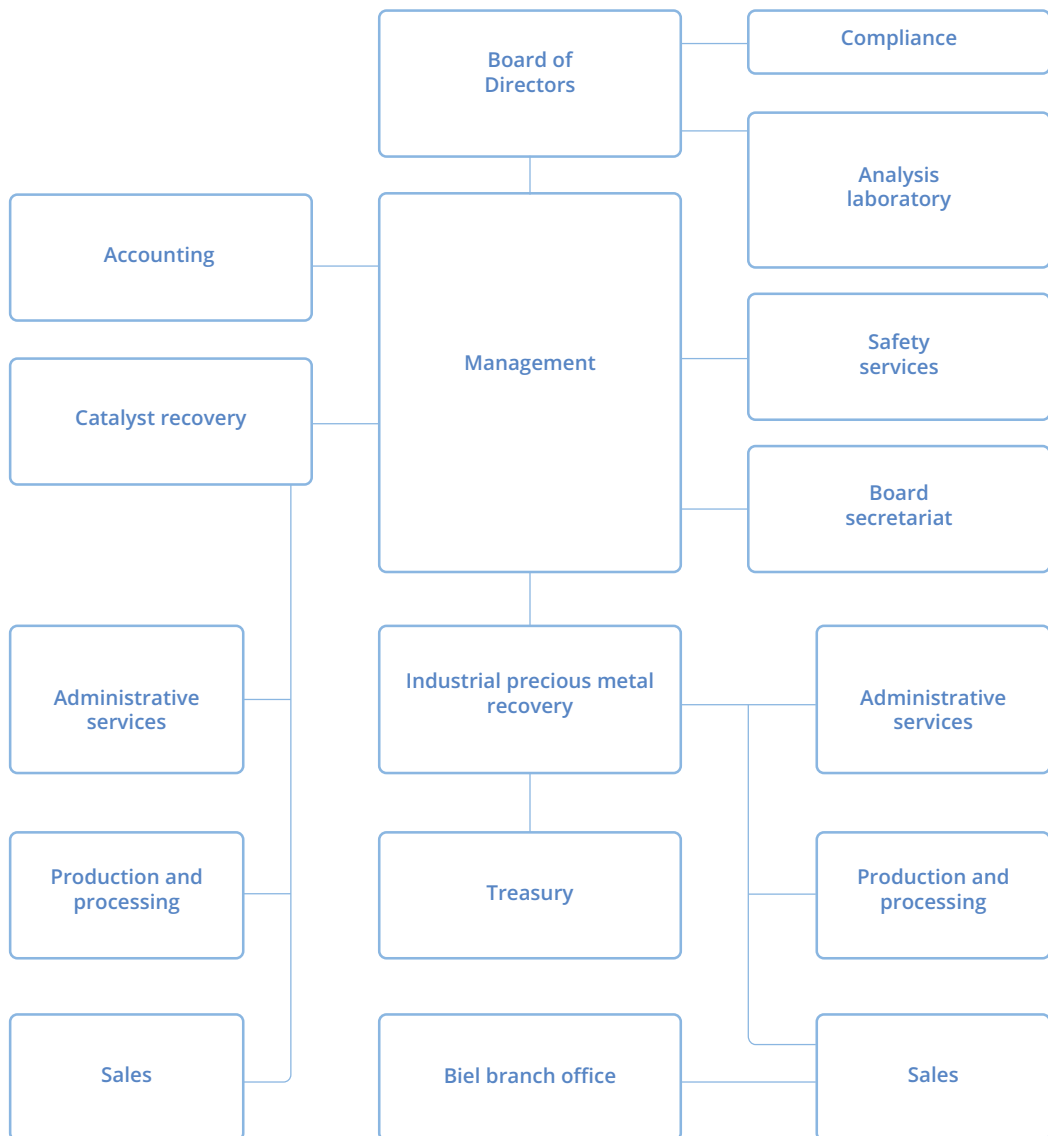 Board of
Directors
Compliance
Analysis
laboratory
Accounting
Management
Safety
services
Catalyst recovery
Board
secretariat
Administrative
services
Industrial precious metal
recovery
Administrative
services
Production and
processing
Treasury
Production and
processing
Sales
Biel branch office
Sales